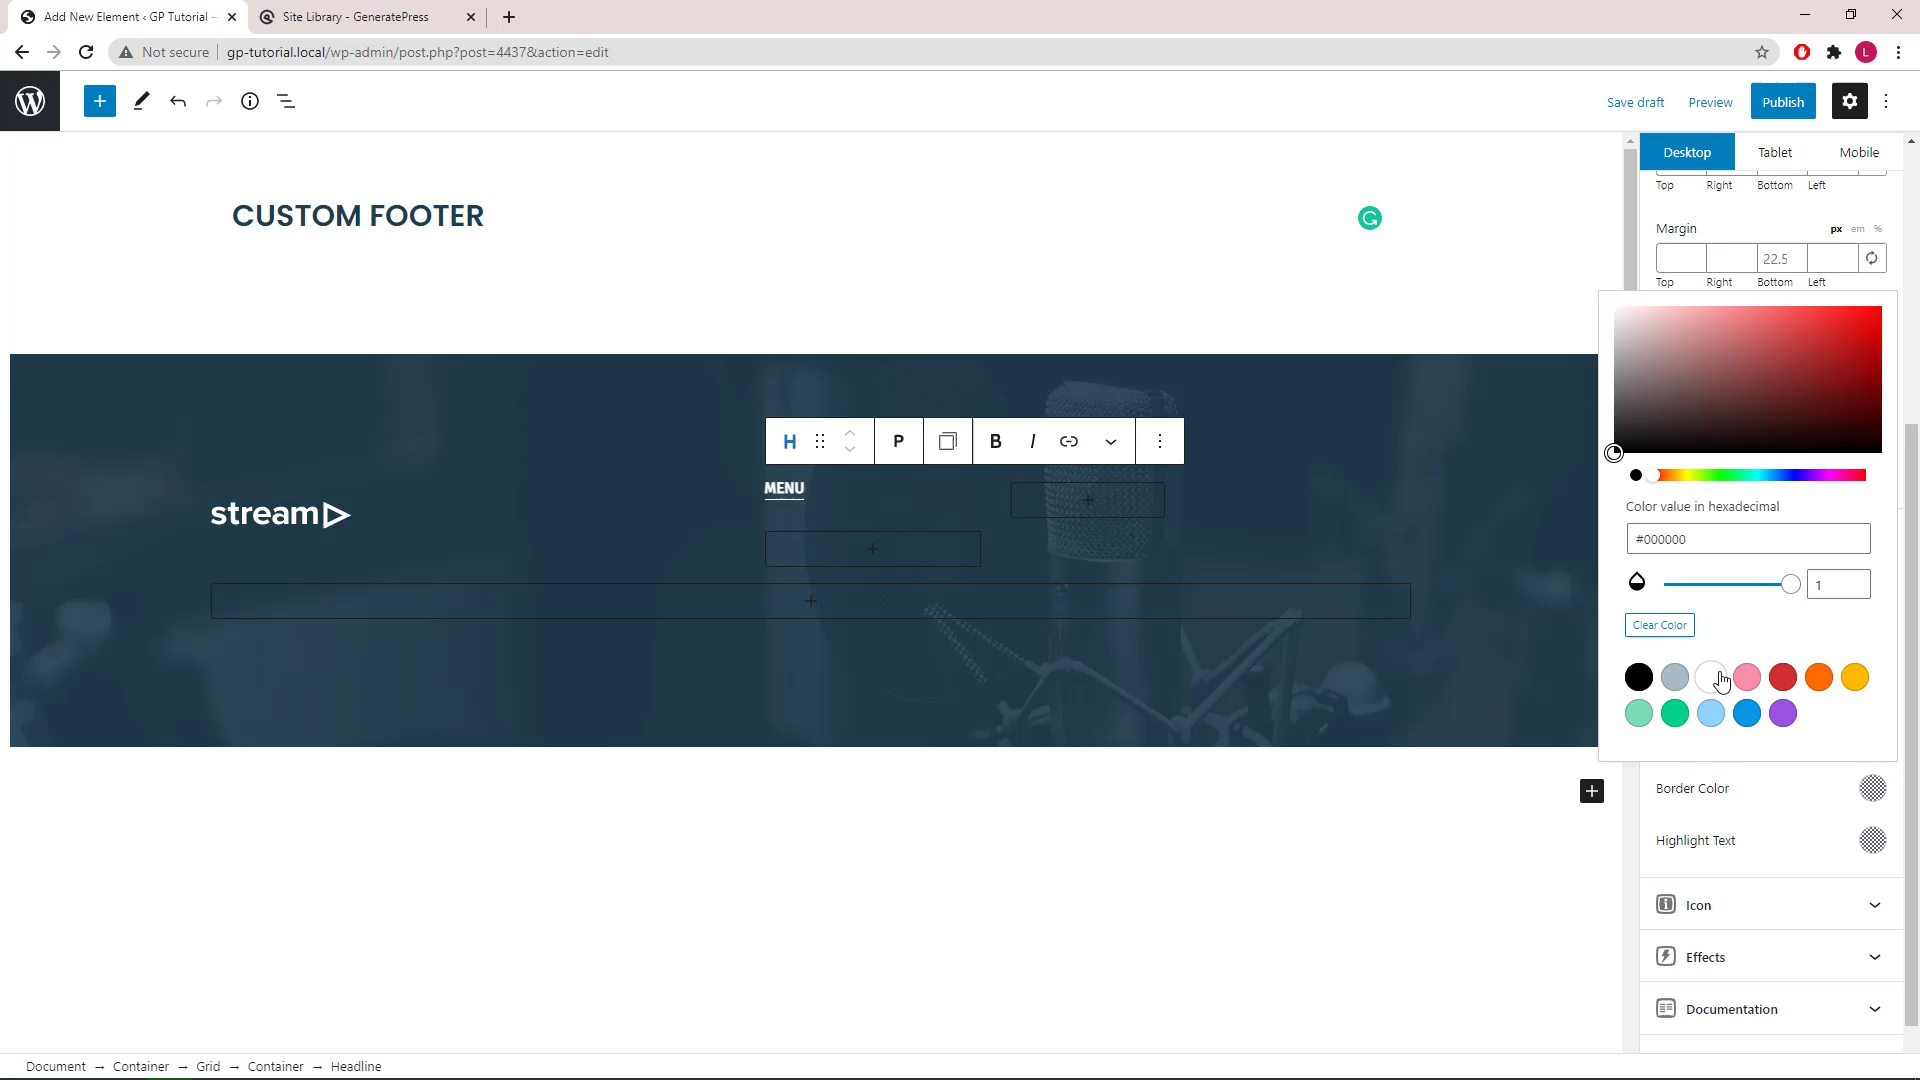 Add New Element ‹ GP Tutorial —
Site Library - GeneratePress
Not secure
gp-tutorial.local/wp-admin/post.php?post=4437&action=edit
L
Save draft
Preview
Publish
Desktop
Tablet
Mobile
Top
Right
Bottom
Left
CUSTOM FOOTER
Margin
px
em
%
22.5
Top
Right
Bottom
Left
H
P
B
I
MENU
stream
Color value in hexadecimal
#000000
1
Clear Color
Border Color
Highlight Text
Icon
Effects
Documentation
Document → Container → Grid → Container → Headline